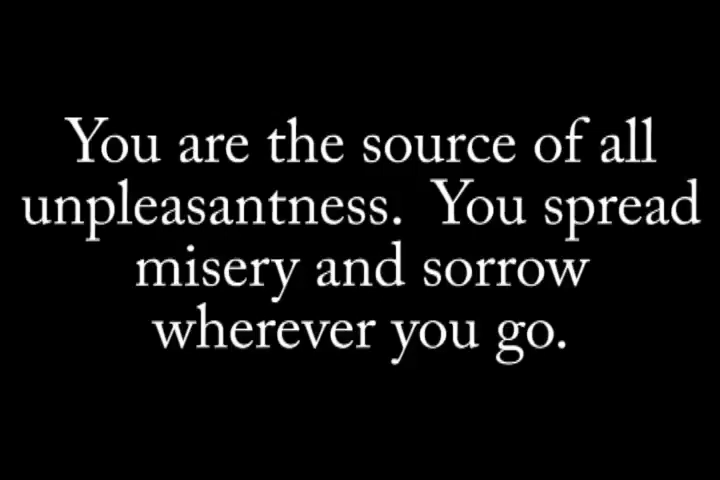 You are the source of all
unpleasantness.  You spread
misery and sorrow
wherever you go.